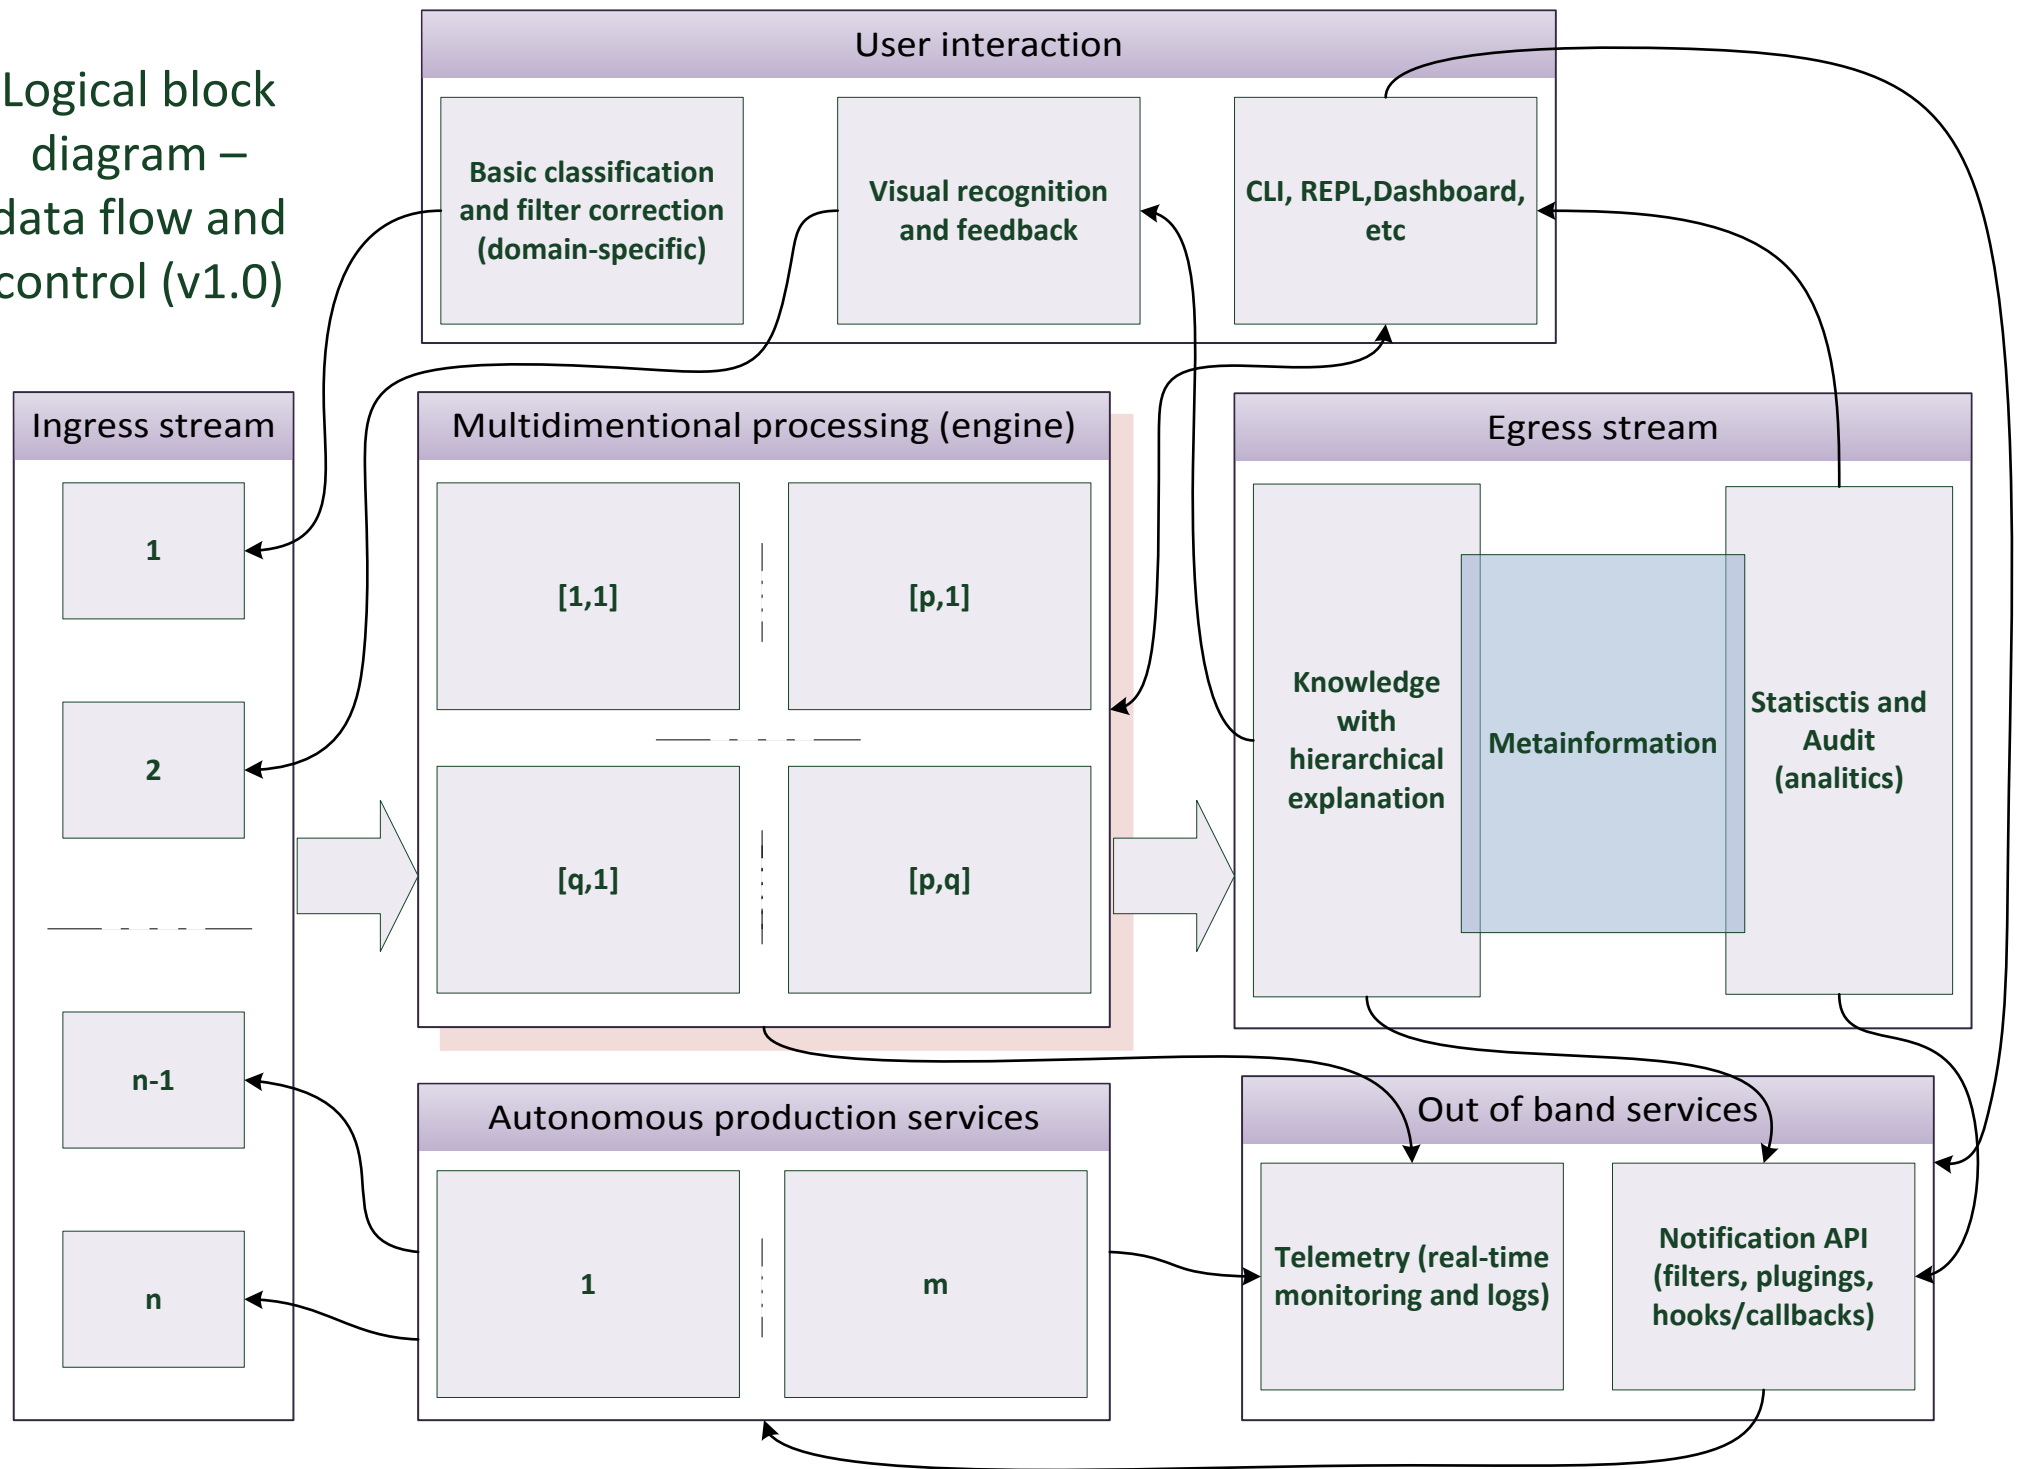 Logical block
diagram –
data flow and
control (v1.0)
User interaction
Basic classification
and filter correction
(domain-specific)
Visual recognition
and feedback
CLI, REPL,Dashboard,
etc
Ingress stream
1
2
n-1
n
Multidimentional processing (engine)
[1,1]
[p,1]
[q,1]
[p,q]
Egress stream
Knowledge
with
hierarchical
explanation
Metainformation
Statisctis and
Audit
(analitics)
Autonomous production services
1
m
Out of band services
Telemetry (real-time
monitoring and logs)
Notification API
(filters, plugings,
hooks/callbacks)